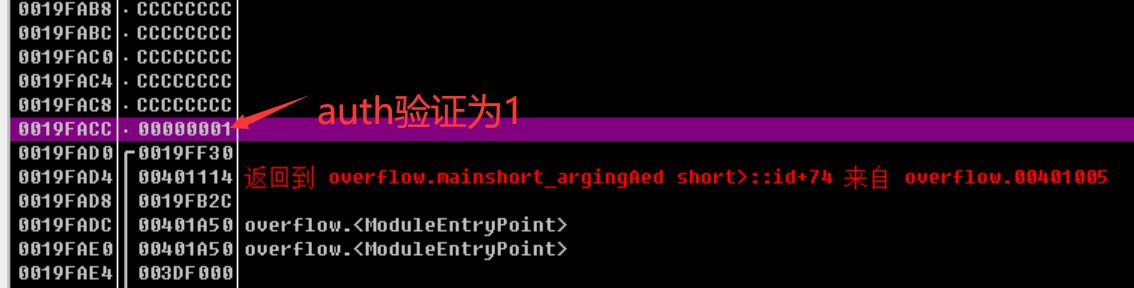 0019FAB8 . CCCCCCCC
0019FABC . CCCCCCCC
0019FAC0 . CCCCCCCC
0019FAC4 . CCCCCCCC
0019FAC8 . CCCCCCCC
auth验证为1
0019FACC . 00000001
0019FAD0 0019FF30
0019FAD4 00401114 返回到 overflow.mainshort_argingAed short>::id+74 来自 overflow.00401005
0019FAD8 0019FB2C
0019FADC 00401A50 overflow.<ModuleEntryPoint>
0019FAE0 00401A50 overflow.<ModuleEntryPoint>
0019FAE4 003DF000